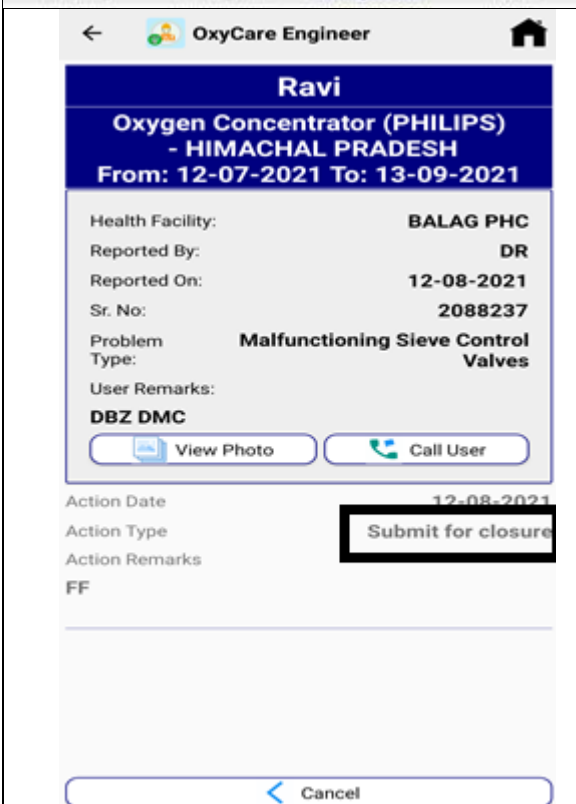 OxyCare Engineer
Ravi
Oxygen Concentrator (PHILIPS)
- HIMACHAL PRADESH
From: 12-07-2021 To: 13-09-2021
Health Facility: BALAG PHC
Reported By: DR
Reported On: 12-08-2021
Sr. No: 2088237
Problem Type: Malfunctioning Sieve Control Valves
User Remarks:
DBZ DMC
View Photo Call User
Action Date 12-08-2021
Action Type Submit for closure
Action Remarks
FF
Cancel